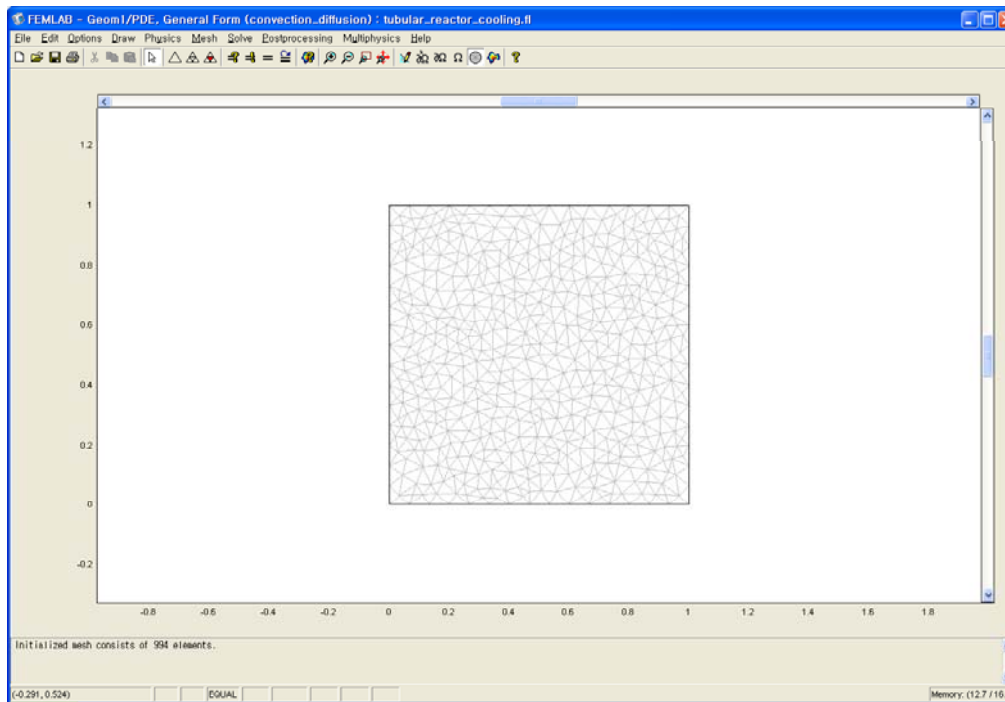 FEMLAB - Geom1/PDE, General Form (convection_diffusion) : tubular_reactor_cooling.fl
File Edit Options Draw Physics Mesh Solve Postprocessing Multiphysics Help
1.2
1
0.8
0.6
0.4
0.2
0
-0.2
-0.8 -0.6 -0.4 -0.2 0 0.2 0.4 0.6 0.8 1 1.2 1.4 1.6 1.8
Initialized mesh consists of 994 elements.
(-0.291, 0.524) EQUAL Memory: (12.7 / 16